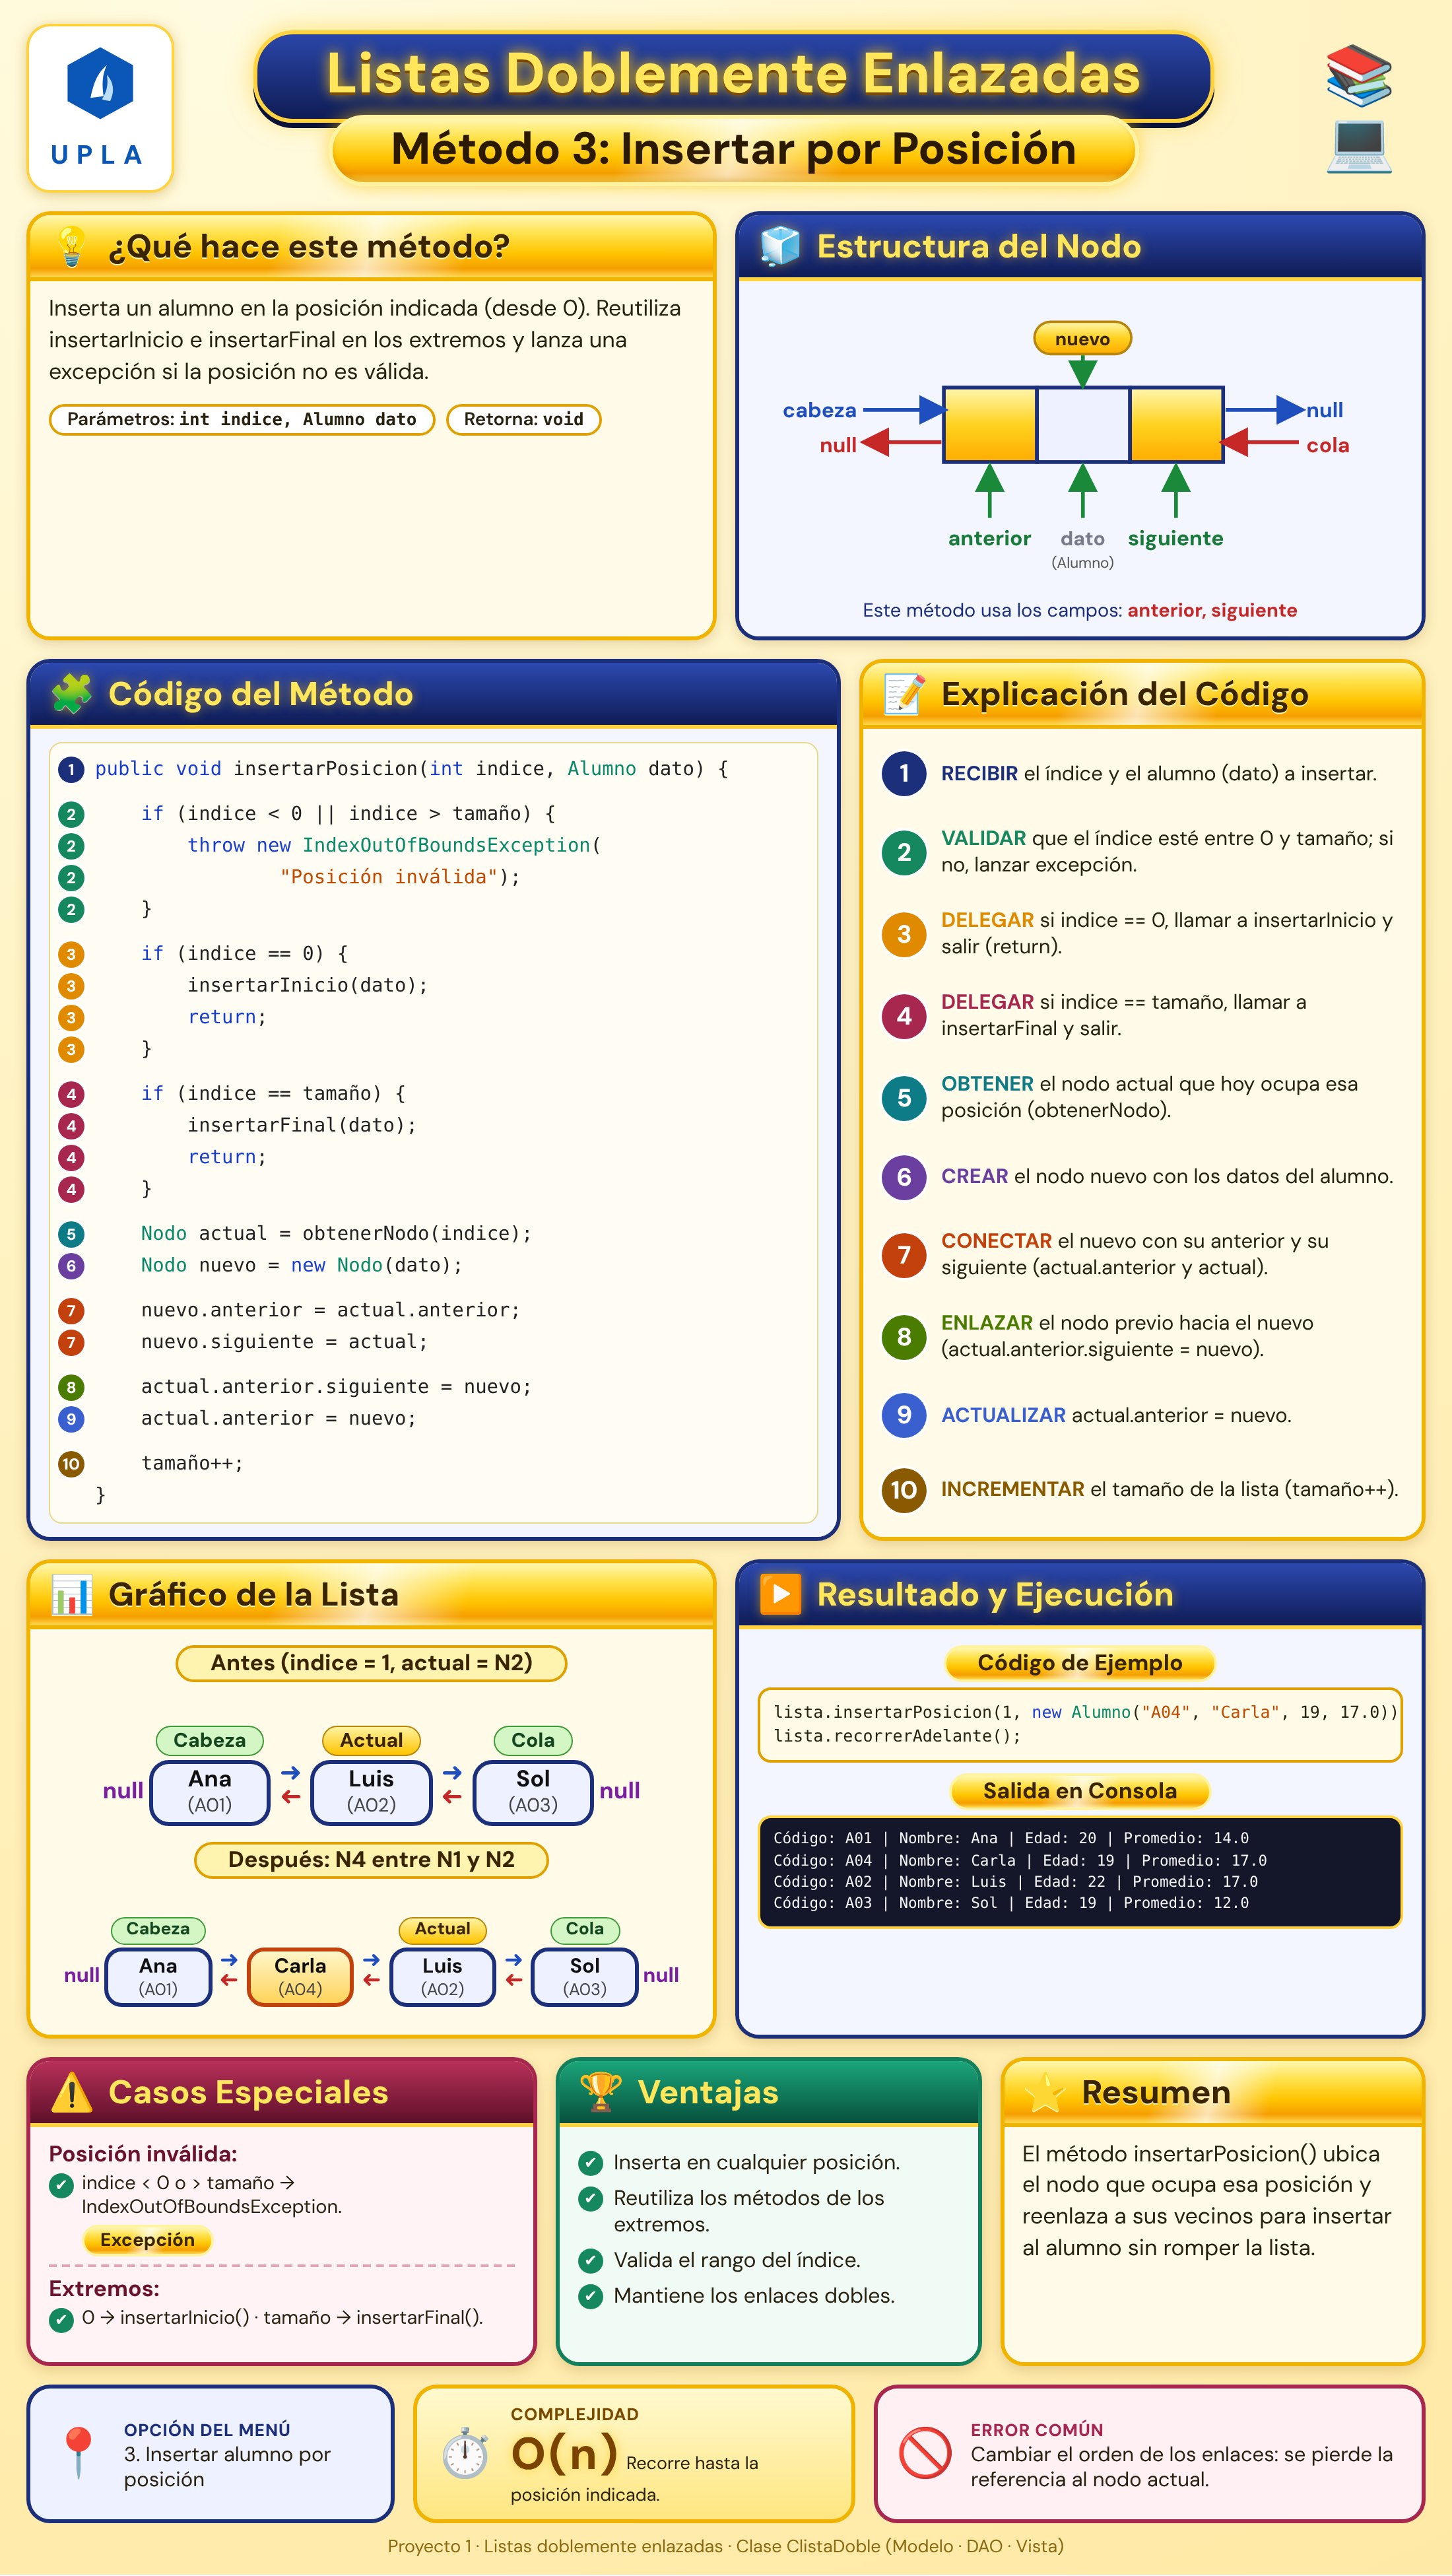 UPLA
Listas Doblemente Enlazadas
Método 3: Insertar por Posición
¿Qué hace este método?
Inserta un alumno en la posición indicada (desde 0). Reutiliza
insertarInicio e insertarFinal en los extremos y lanza una
excepción si la posición no es válida.
Parámetros: int indice, Alumno dato
Retorna: void
Estructura del Nodo
nuevo
cabeza
null
null
cola
anterior
dato
siguiente
(Alumno)
Este método usa los campos: anterior, siguiente
Código del Método
1 public void insertarPosicion(int indice, Alumno dato) {
2 if (indice < 0 || indice > tamaño) {
2 throw new IndexOutOfBoundsException(
2 "Posición inválida");
2 }
3 if (indice == 0) {
3 insertarInicio(dato);
3 return;
3 }
4 if (indice == tamaño) {
4 insertarFinal(dato);
4 return;
4 }
5 Nodo actual = obtenerNodo(indice);
6 Nodo nuevo = new Nodo(dato);
7 nuevo.anterior = actual.anterior;
7 nuevo.siguiente = actual;
8 actual.anterior.siguiente = nuevo;
9 actual.anterior = nuevo;
10 tamaño++;
}
Explicación del Código
1 RECIBIR el índice y el alumno (dato) a insertar.
2 VALIDAR que el índice esté entre 0 y tamaño; si
no, lanzar excepción.
3 DELEGAR si indice == 0, llamar a insertarInicio y
salir (return).
4 DELEGAR si indice == tamaño, llamar a
insertarFinal y salir.
5 OBTENER el nodo actual que hoy ocupa esa
posición (obtenerNodo).
6 CREAR el nodo nuevo con los datos del alumno.
7 CONECTAR el nuevo con su anterior y su
siguiente (actual.anterior y actual).
8 ENLAZAR el nodo previo hacia el nuevo
(actual.anterior.siguiente = nuevo).
9 ACTUALIZAR actual.anterior = nuevo.
10 INCREMENTAR el tamaño de la lista (tamaño++).
Gráfico de la Lista
Antes (indice = 1, actual = N2)
Cabeza Actual Cola
null Ana → Luis → Sol null
(A01) ← (A02) ← (A03)
Después: N4 entre N1 y N2
Cabeza Actual Cola
null Ana → Carla → Luis → Sol null
(A01) ← (A04) ← (A02) ← (A03)
Resultado y Ejecución
Código de Ejemplo
lista.insertarPosicion(1, new Alumno("A04", "Carla", 19, 17.0))
lista.recorrerAdelante();
Salida en Consola
Código: A01 | Nombre: Ana | Edad: 20 | Promedio: 14.0
Código: A04 | Nombre: Carla | Edad: 19 | Promedio: 17.0
Código: A02 | Nombre: Luis | Edad: 22 | Promedio: 17.0
Código: A03 | Nombre: Sol | Edad: 19 | Promedio: 12.0
Casos Especiales
Posición inválida:
indice < 0 o > tamaño →
IndexOutOfBoundsException.
Excepción
Extremos:
0 → insertarInicio() · tamaño → insertarFinal().
Ventajas
Inserta en cualquier posición.
Reutiliza los métodos de los
extremos.
Valida el rango del índice.
Mantiene los enlaces dobles.
Resumen
El método insertarPosicion() ubica
el nodo que ocupa esa posición y
reenlaza a sus vecinos para insertar
al alumno sin romper la lista.
OPCIÓN DEL MENÚ
3. Insertar alumno por
posición
COMPLEJIDAD
O(n) Recorre hasta la
posición indicada.
ERROR COMÚN
Cambiar el orden de los enlaces: se pierde la
referencia al nodo actual.
Proyecto 1 · Listas doblemente enlazadas · Clase ClistaDoble (Modelo · DAO · Vista)